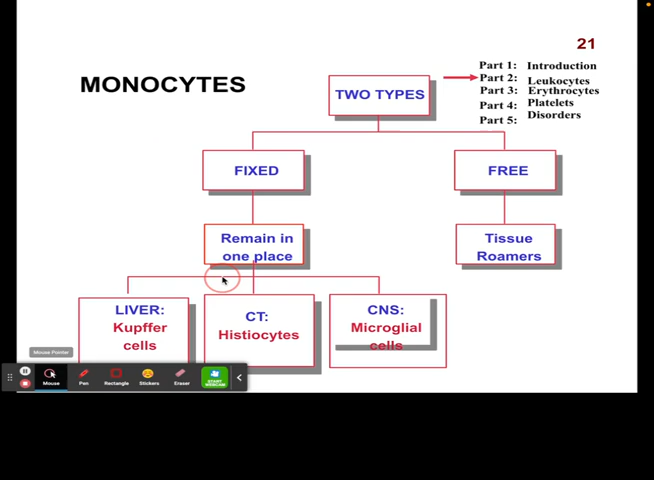 21
MONOCYTES
Part 1: Introduction
Part 2: Leukocytes
Part 3: Erythrocytes
Part 4: Platelets
Part 5: Disorders
TWO TYPES
FIXED
FREE
Remain in
one place
Tissue
Roamers
LIVER:
Kupffer
cells
CT:
Histiocytes
CNS:
Microglial
cells
Mouse Pointer
Mouse
Pen
Rectangle
Stickers
Eraser
START
WEBCAM